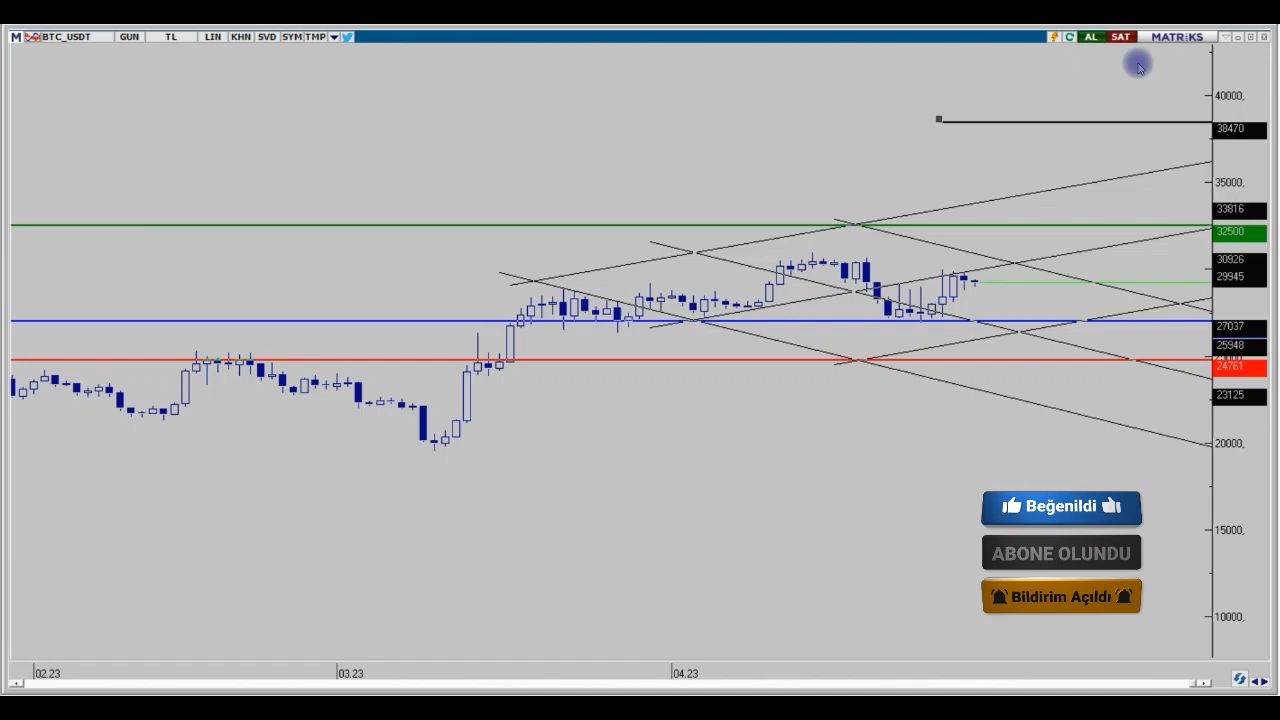 M BTC_USDT GUN TL LIN KHN SVD SYM TMP AL SAT MATRiKS
40000,
38470
35000,
33816
32500
30926
29945
27037
25948
24761
23125
20000,
15000,
10000,
Beğenildi
ABONE OLUNDU
Bildirim Açıldı
02.23 03.23 04.23